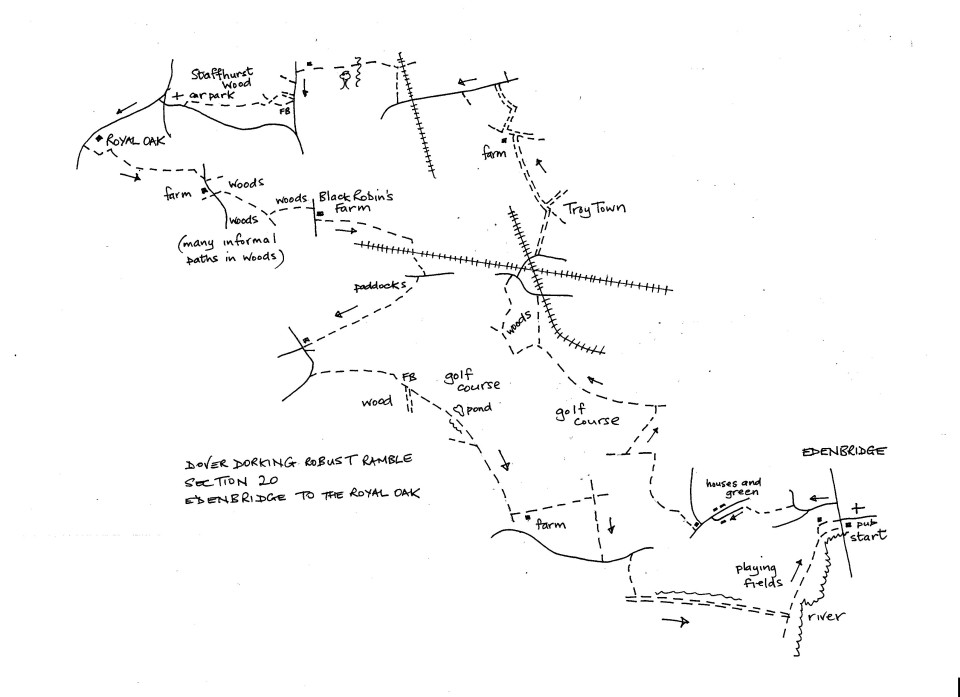 Staffhurst
Wood
car park
FB
ROYAL OAK
farm
Troy Town
farm
woods
woods
woods
Black Robin's
Farm
(many informal
paths in woods)
paddocks
woods
FB
golf
course
wood
pond
golf
course
DOVER DORKING ROBUST RAMBLE
SECTION 20
EDENBRIDGE TO THE ROYAL OAK
EDENBRIDGE
houses and
green
farm
pub
start
playing
fields
river